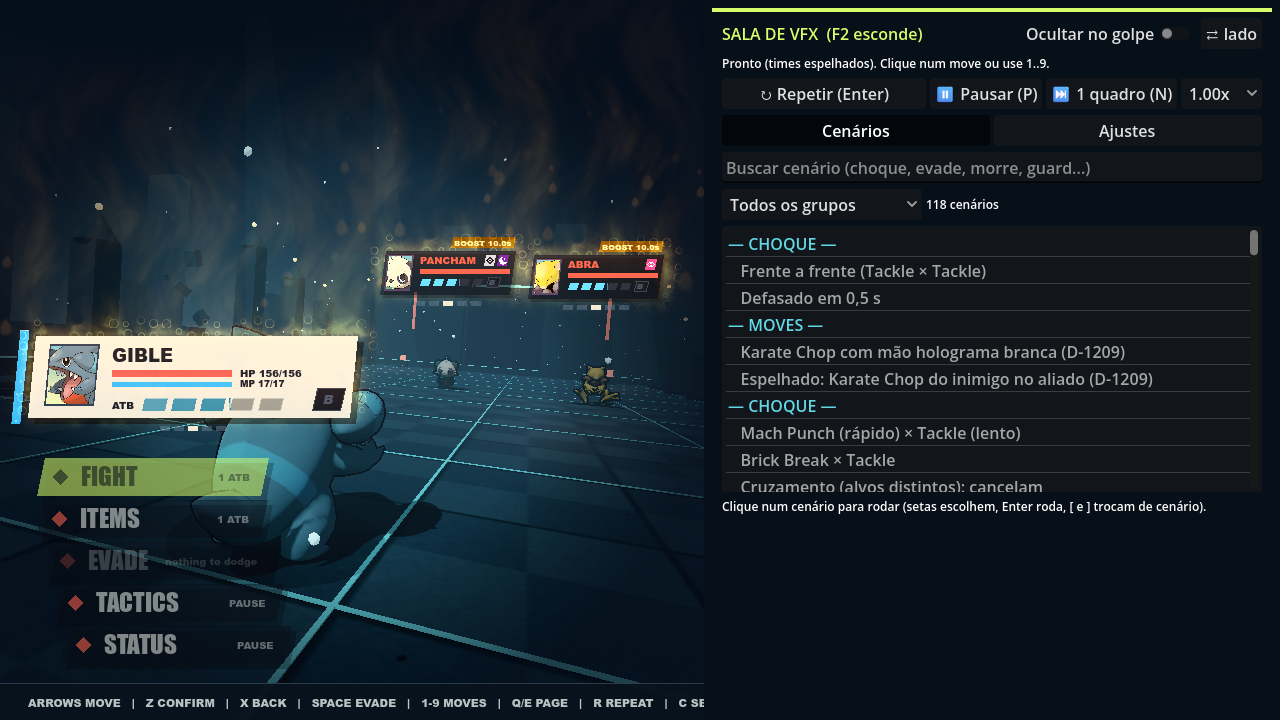 SALA DE VFX (F2 esconde)
Ocultar no golpe
⇄ lado
Pronto (times espelhados). Clique num move ou use 1..9.
↻ Repetir (Enter)
⏸ Pausar (P)
⏭ 1 quadro (N)
1.00x
Cenários
Ajustes
Buscar cenário (choque, evade, morre, guard...)
Todos os grupos
118 cenários
— CHOQUE —
Frente a frente (Tackle × Tackle)
Defasado em 0,5 s
— MOVES —
Karate Chop com mão holograma branca (D-1209)
Espelhado: Karate Chop do inimigo no aliado (D-1209)
— CHOQUE —
Mach Punch (rápido) × Tackle (lento)
Brick Break × Tackle
Cruzamento (alvos distintos): cancelam
Clique num cenário para rodar (setas escolhem, Enter roda, [ e ] trocam de cenário).
BOOST 10.0s
PANCHAM
B
BOOST 10.0s
ABRA
B
GIBLE
HP 156/156
MP 17/17
ATB
B
FIGHT 1 ATB
ITEMS 1 ATB
EVADE nothing to dodge
TACTICS PAUSE
STATUS PAUSE
ARROWS MOVE | Z CONFIRM | X BACK | SPACE EVADE | 1-9 MOVES | Q/E PAGE | R REPEAT | C SE